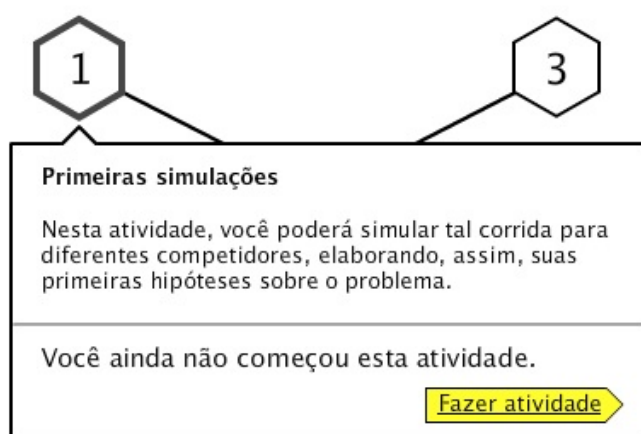 1
3
Primeiras simulações
Nesta atividade, você poderá simular tal corrida para
diferentes competidores, elaborando, assim, suas
primeiras hipóteses sobre o problema.
Você ainda não começou esta atividade.
Fazer atividade